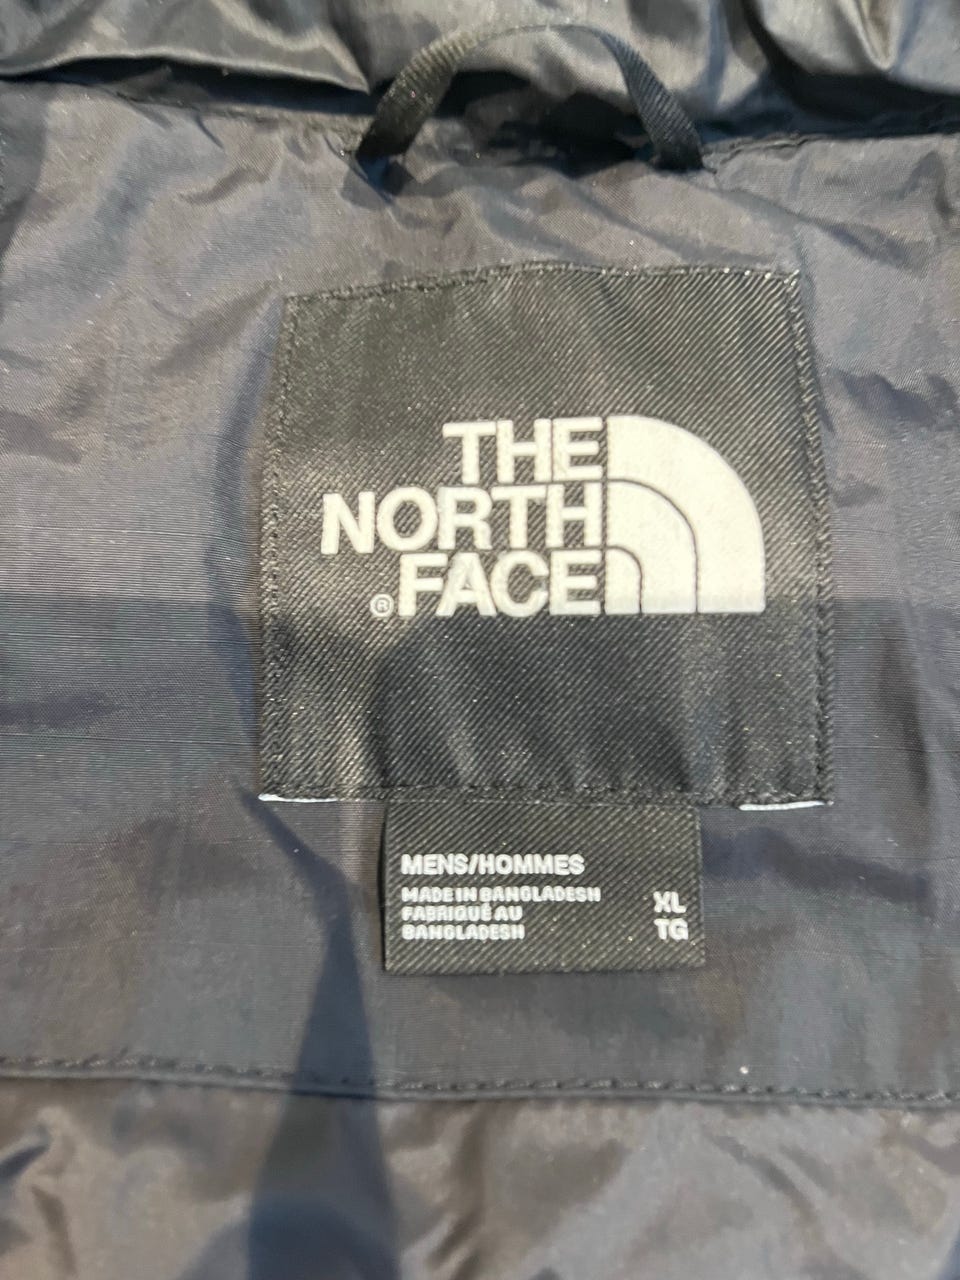 THE
NORTH
®FACE
MENS/HOMMES
MADE IN BANGLADESH
FABRIQUÉ AU
BANGLADESH
XL
TG